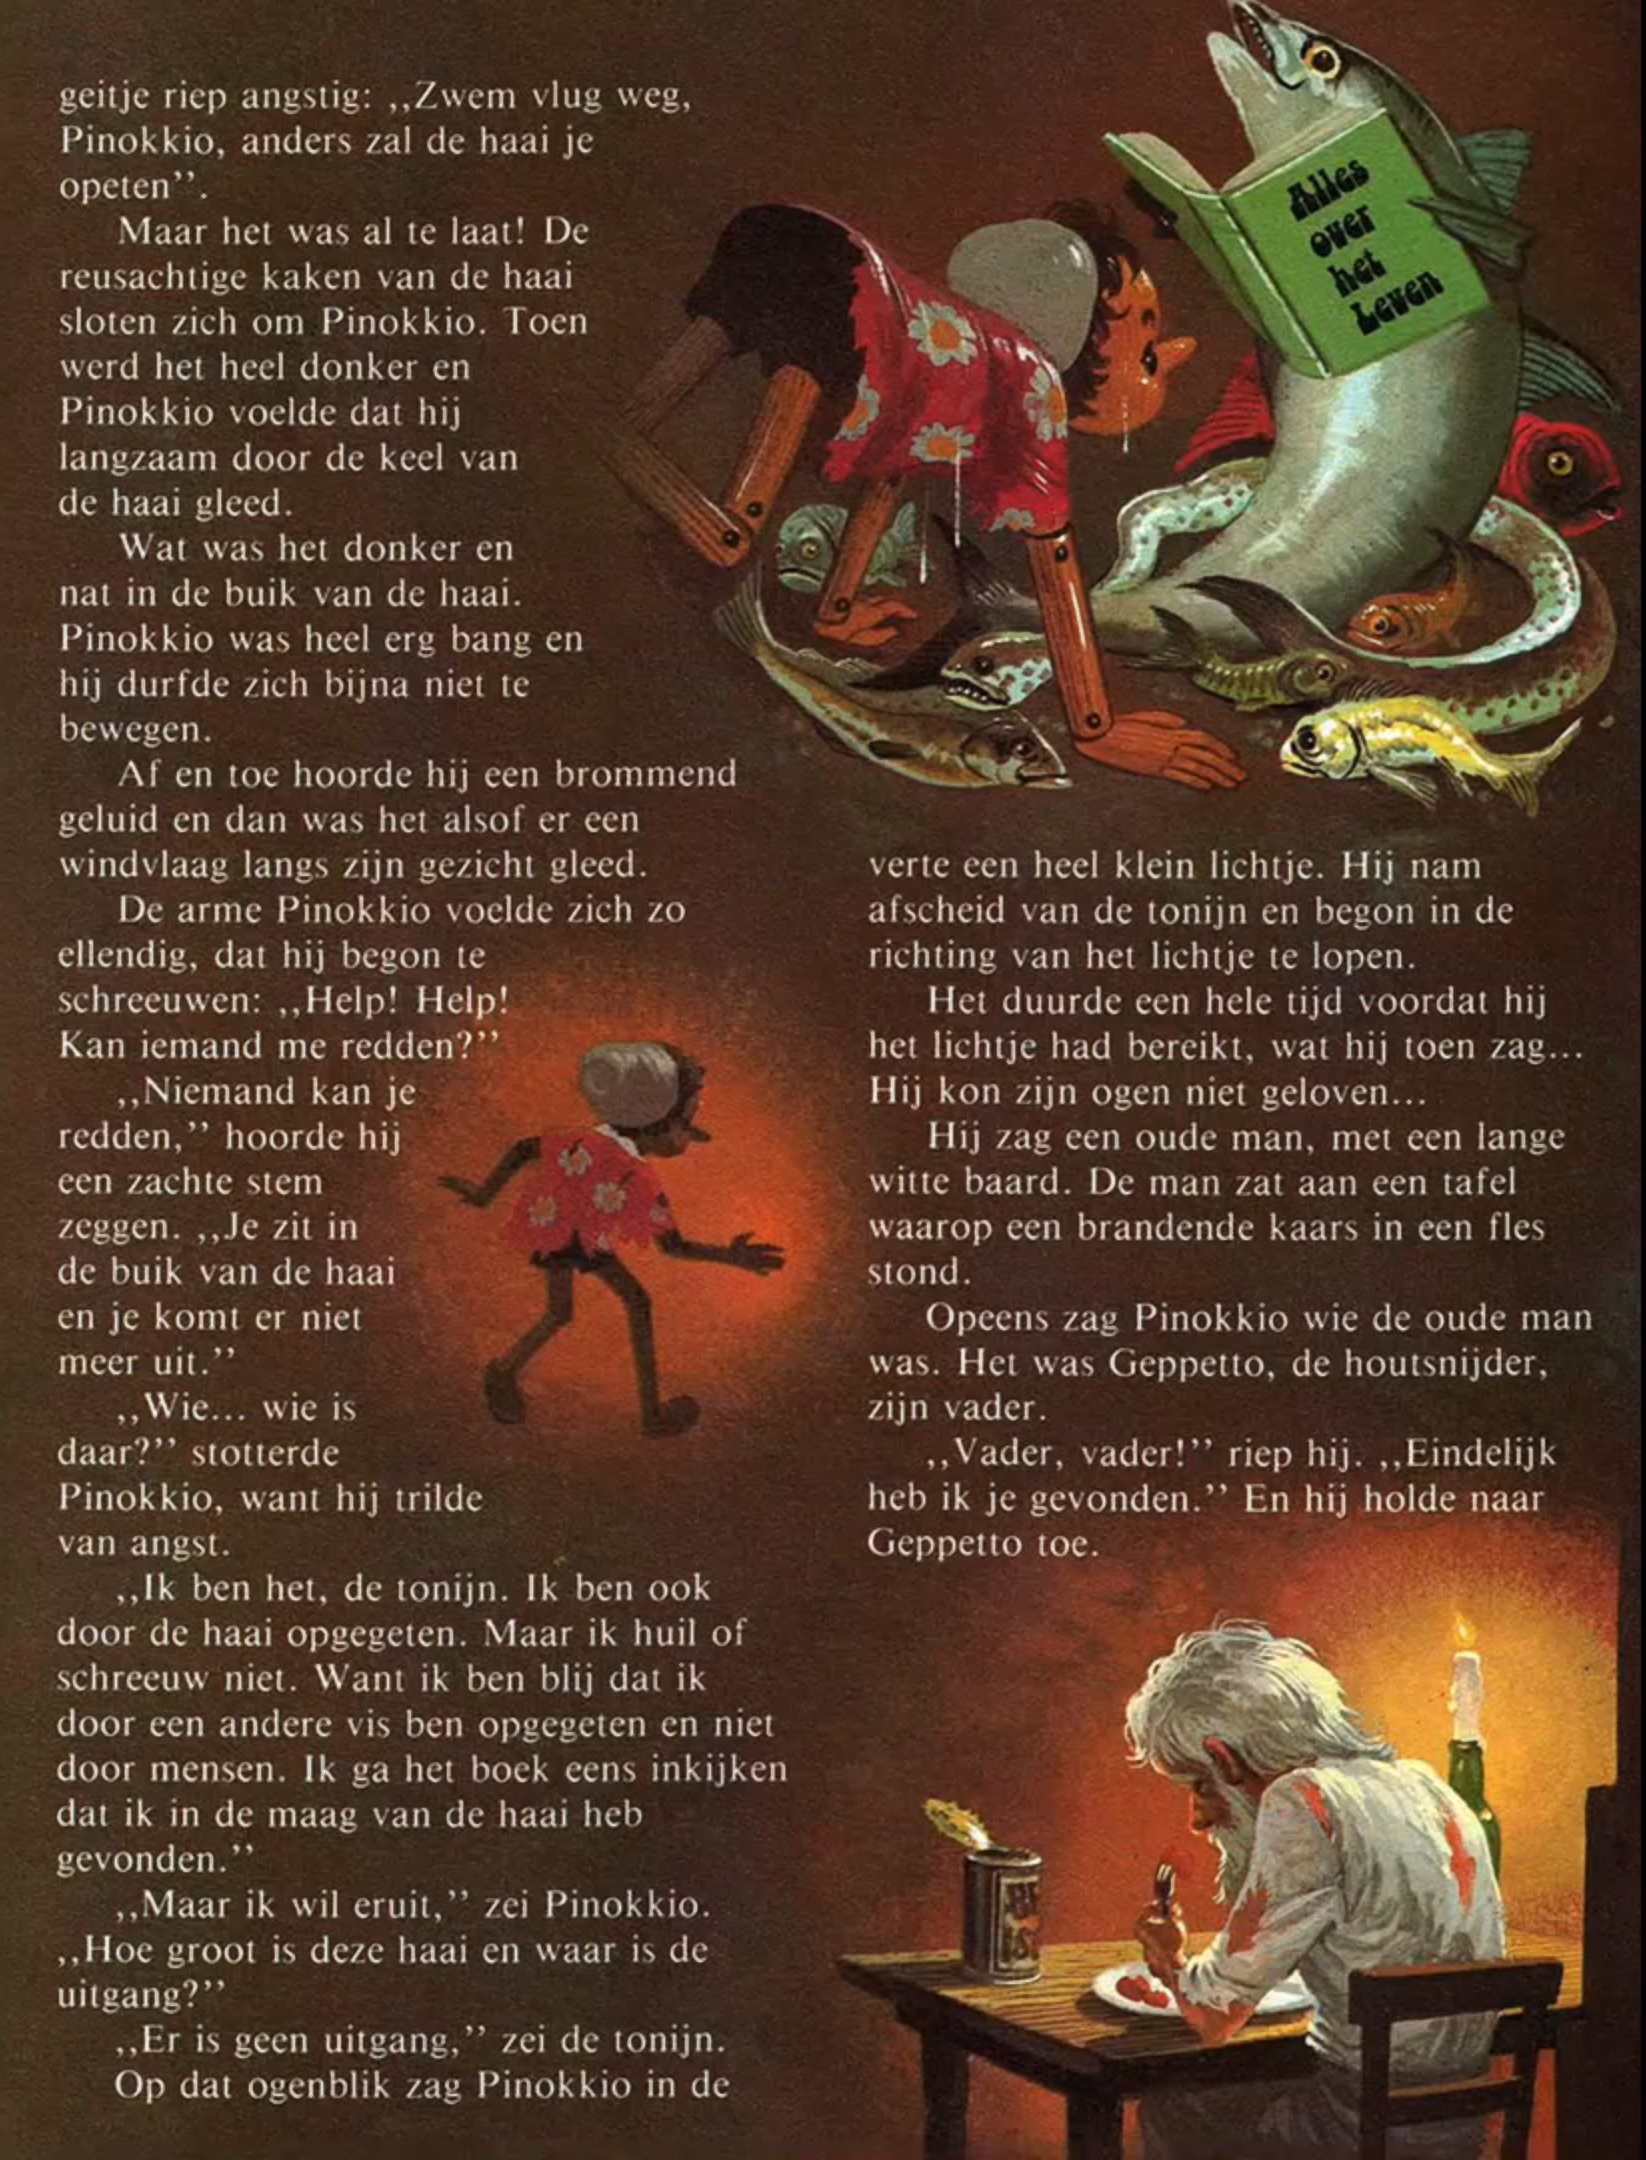 geitje riep angstig: ,,Zwem vlug weg,
Pinokkio, anders zal de haai je
opeten’’.
Maar het was al te laat! De
reusachtige kaken van de haai
sloten zich om Pinokkio. Toen
werd het heel donker en
Pinokkio voelde dat hij
langzaam door de keel van
de haai gleed.
Wat was het donker en
nat in de buik van de haai.
Pinokkio was heel erg bang en
hij durfde zich bijna niet te
bewegen.
Af en toe hoorde hij een brommend
geluid en dan was het alsof er een
windvlaag langs zijn gezicht gleed.
De arme Pinokkio voelde zich zo
ellendig, dat hij begon te
schreeuwen: ,,Help! Help!
Kan iemand me redden?’’
,,Niemand kan je
redden,’’ hoorde hij
een zachte stem
zeggen. ,,Je zit in
de buik van de haai
en je komt er niet
meer uit.’’
,,Wie... wie is
daar?’’ stotterde
Pinokkio, want hij trilde
van angst.
,,Ik ben het, de tonijn. Ik ben ook
door de haai opgegeten. Maar ik huil of
schreeuw niet. Want ik ben blij dat ik
door een andere vis ben opgegeten en niet
door mensen. Ik ga het boek eens inkijken
dat ik in de maag van de haai heb
gevonden.’’
,,Maar ik wil eruit,’’ zei Pinokkio.
,,Hoe groot is deze haai en waar is de
uitgang?’’
,,Er is geen uitgang,’’ zei de tonijn.
Op dat ogenblik zag Pinokkio in de
Alles
over
het
Leven
verte een heel klein lichtje. Hij nam
afscheid van de tonijn en begon in de
richting van het lichtje te lopen.
Het duurde een hele tijd voordat hij
het lichtje had bereikt, wat hij toen zag...
Hij kon zijn ogen niet geloven...
Hij zag een oude man, met een lange
witte baard. De man zat aan een tafel
waarop een brandende kaars in een fles
stond.
Opeens zag Pinokkio wie de oude man
was. Het was Geppetto, de houtsnijder,
zijn vader.
,,Vader, vader!’’ riep hij. ,,Eindelijk
heb ik je gevonden.’’ En hij holde naar
Geppetto toe.